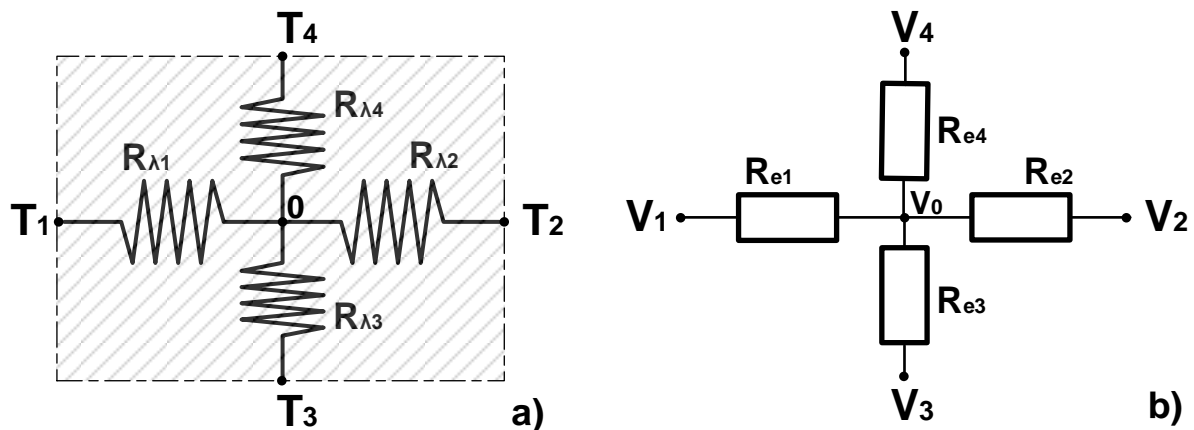 T4
Rλ4
Rλ1
Rλ2
T1
0
T2
Rλ3
T3
a)
V4
Re4
Re1
Re2
V1
V0
V2
Re3
V3
b)